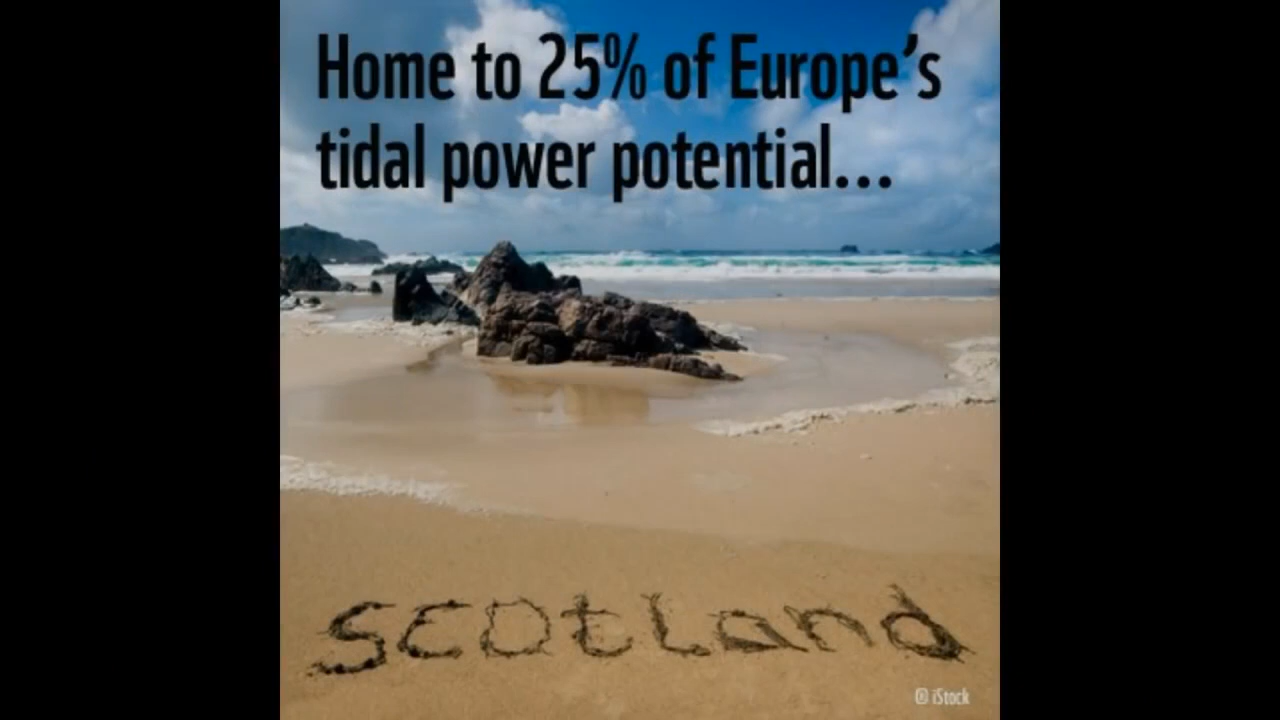 Home to 25% of Europe’s
tidal power potential...
scotland
© iStock